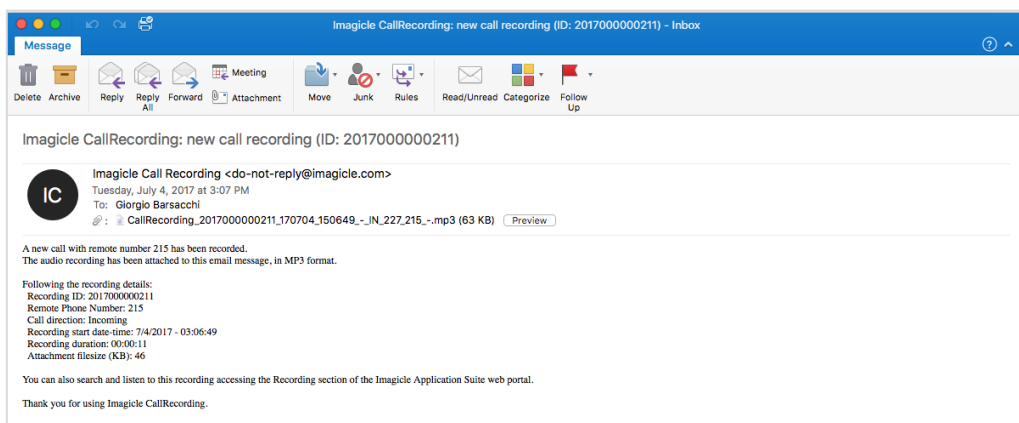 Imagicle CallRecording: new call recording (ID: 2017000000211) - Inbox
Message
Delete Archive Reply Reply All Forward Meeting Attachment Move Junk Rules Read/Unread Categorize Follow Up
Imagicle CallRecording: new call recording (ID: 2017000000211)
IC
Imagicle Call Recording <do-not-reply@imagicle.com>
Tuesday, July 4, 2017 at 3:07 PM
To: Giorgio Barsacchi
: CallRecording_2017000000211_170704_150649_-_IN_227_215_-.mp3 (63 KB) Preview
A new call with remote number 215 has been recorded.
The audio recording has been attached to this email message, in MP3 format.
Following the recording details:
Recording ID: 2017000000211
Remote Phone Number: 215
Call direction: Incoming
Recording start date-time: 7/4/2017 - 03:06:49
Recording duration: 00:00:11
Attachment filesize (KB): 46
You can also search and listen to this recording accessing the Recording section of the Imagicle Application Suite web portal.
Thank you for using Imagicle CallRecording.